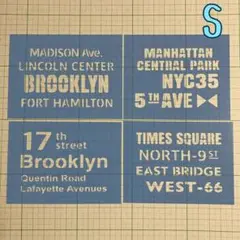 S
MADISON Ave.
LINCOLN CENTER
BROOKLYN
FORT HAMILTON
MANHATTAN
CENTRAL PARK
NYC35
5TH AVE
17th
street
Brooklyn
Quentin Road
Lafayette Avenues
TIMES SQUARE
NORTH-9ST
EAST BRIDGE
WEST-66